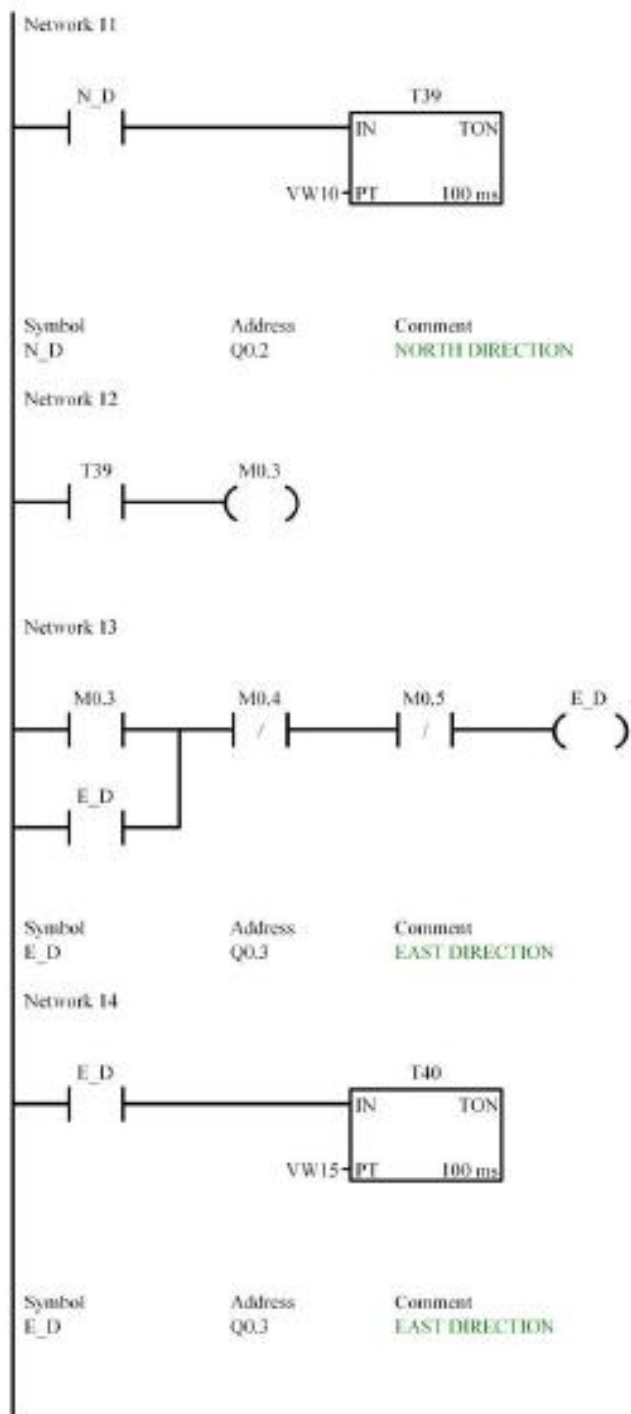 Network 11
N_D T39
IN TON
VW10 PT 100 ms
Symbol Address Comment
N_D Q0.2 NORTH DIRECTION
Network 12
T39 M0.3
Network 13
M0.3 M0.4 M0.5 E_D
/ /
E_D
Symbol Address Comment
E_D Q0.3 EAST DIRECTION
Network 14
E_D T40
IN TON
VW15 PT 100 ms
Symbol Address Comment
E_D Q0.3 EAST DIRECTION